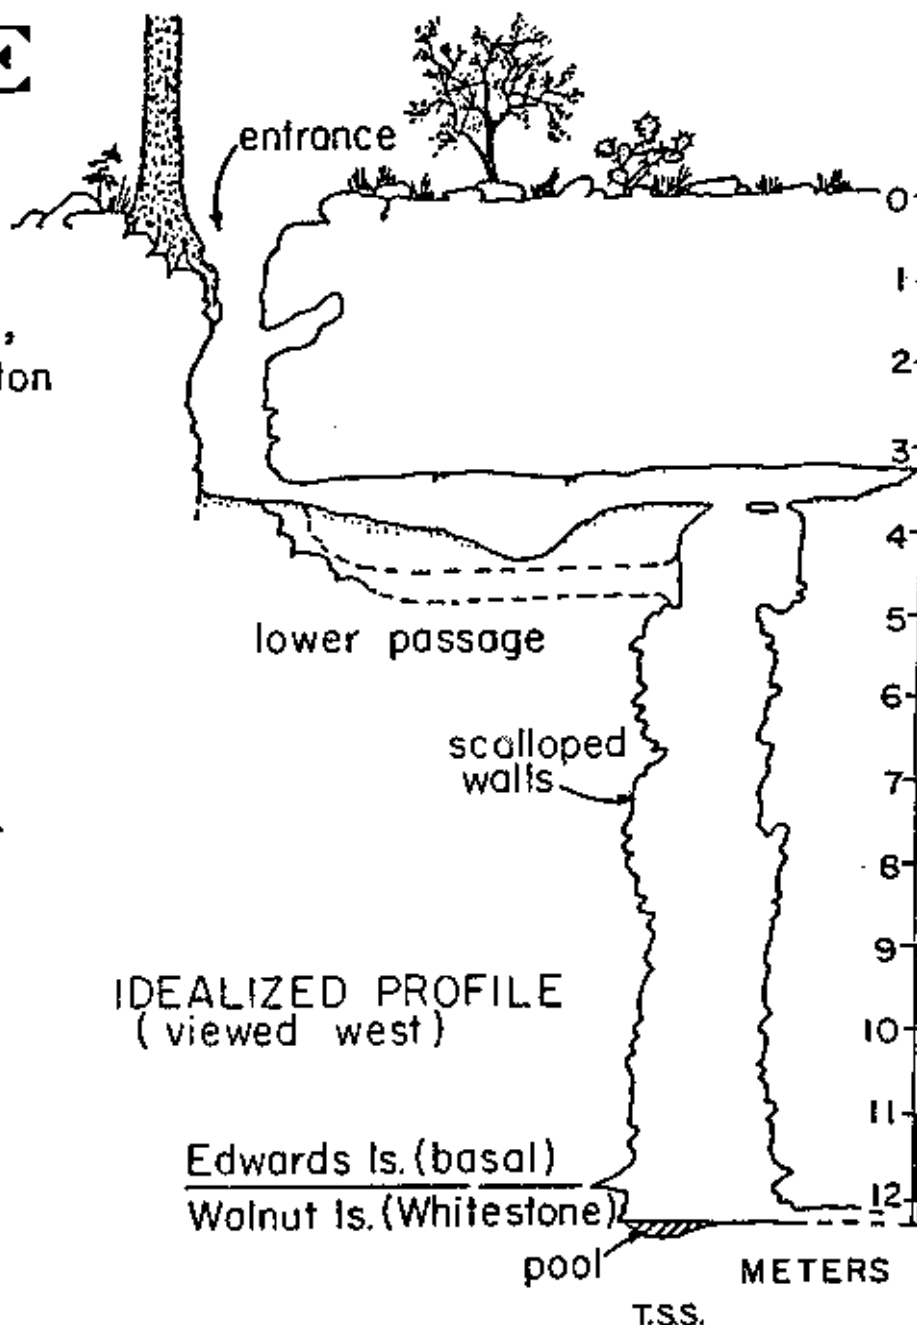 entrance
0
1
2
,
ton
3
4
5
lower passage
6
scalloped
walls
7
8
9
IDEALIZED PROFILE
(viewed west)
10
11
Edwards ls. (basal)
12
Walnut ls. (Whitestone)
pool
METERS
T.S.S.